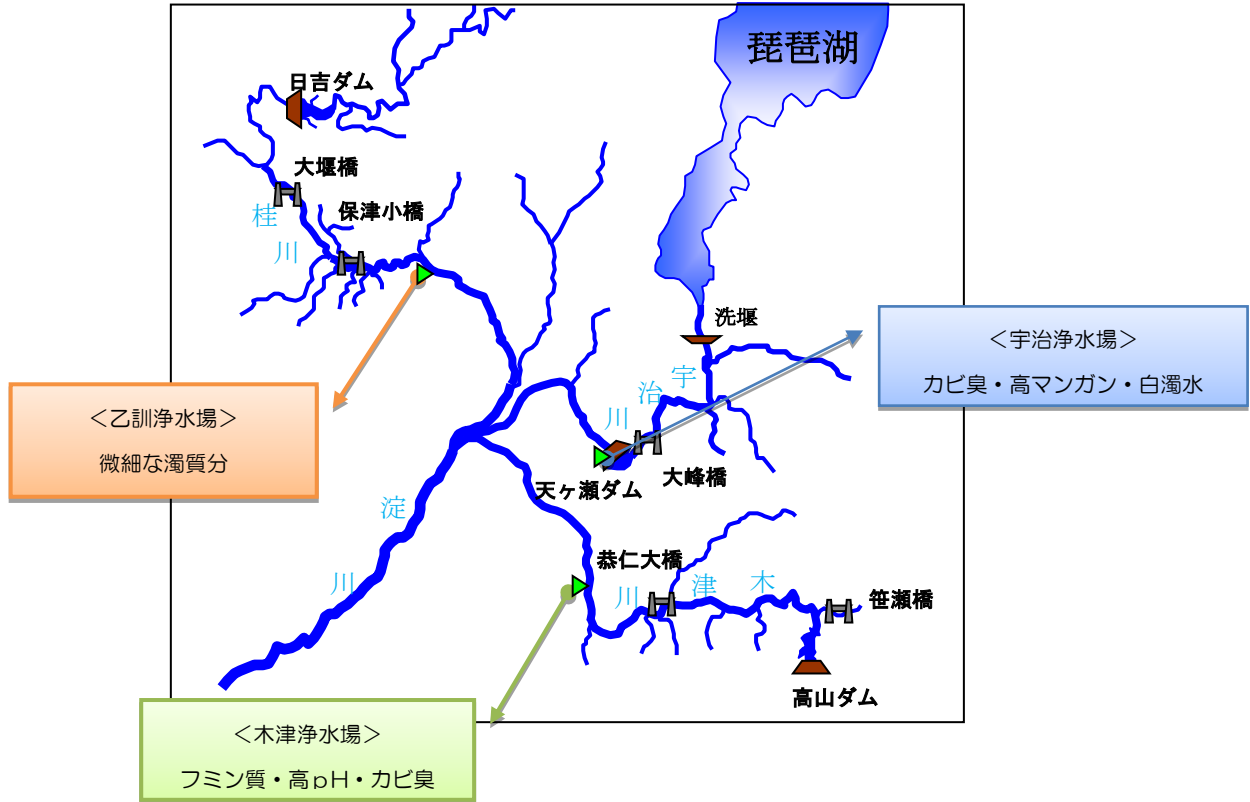 琵琶湖
日吉ダム
大堰橋
桂川
保津小橋
洗堰
宇治川
<宇治浄水場>
カビ臭・高マンガン・白濁水
<乙訓浄水場>
微細な濁質分
大峰橋
天ヶ瀬ダム
淀川
恭仁大橋
木津川
笹瀬橋
高山ダム
<木津浄水場>
フミン質・高pH・カビ臭